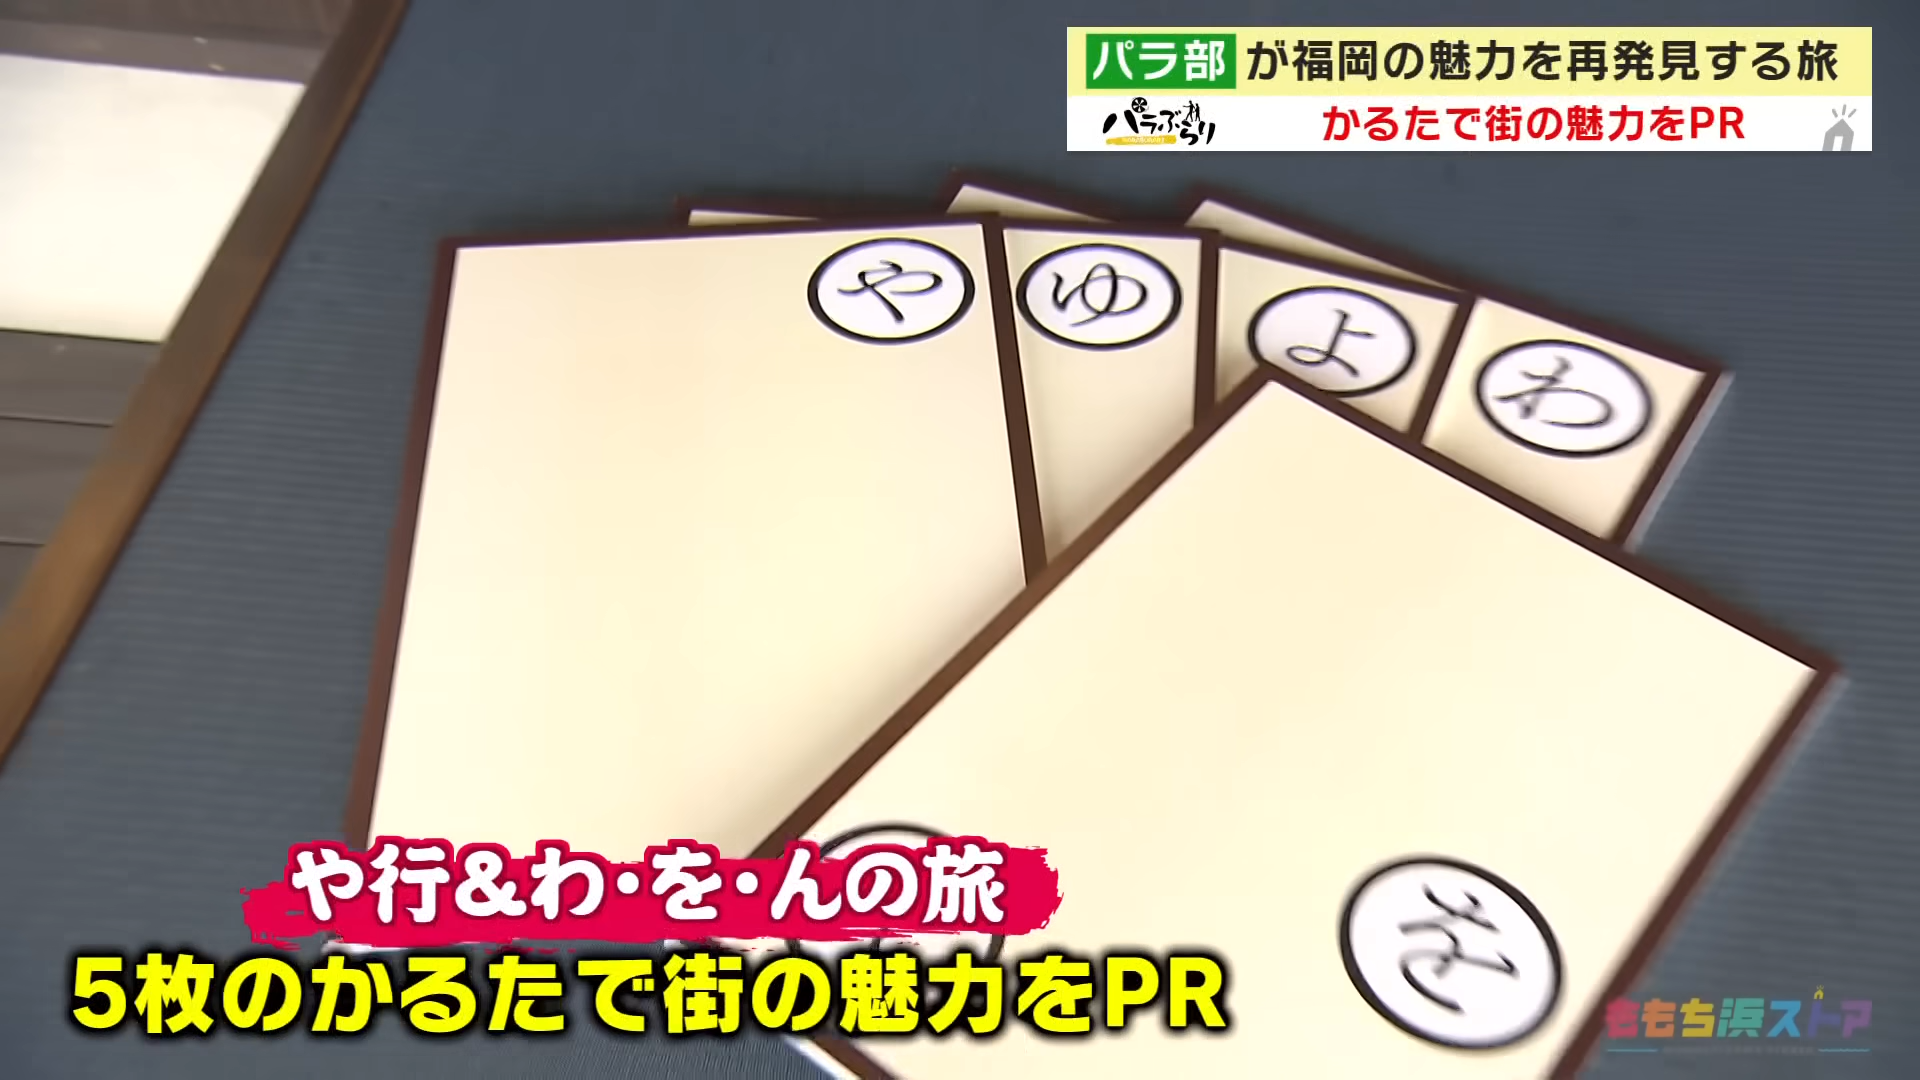 パラ部が福岡の魅力を再発見する旅
パラぶらり
かるたで街の魅力をPR
や
ゆ
よ
わ
を
や行&わ・を・んの旅
5枚のかるたで街の魅力をPR
ももち浜ストア